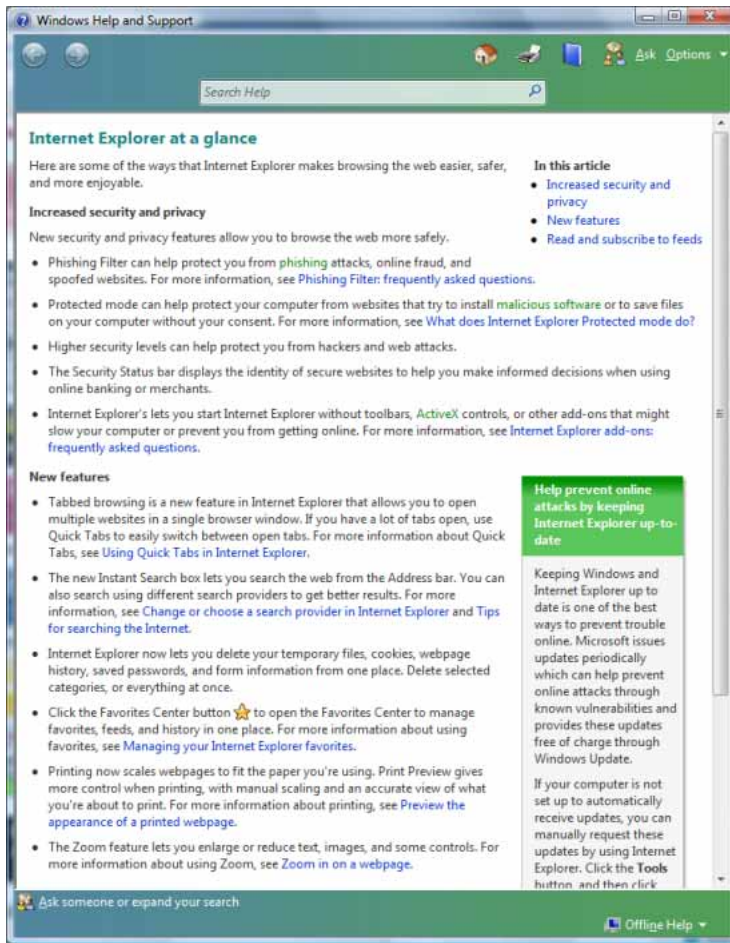 Windows Help and Support
Ask Options
Search Help
Internet Explorer at a glance
Here are some of the ways that Internet Explorer makes browsing the web easier, safer,
and more enjoyable.
In this article
Increased security and
privacy
New features
Read and subscribe to feeds
Increased security and privacy
New security and privacy features allow you to browse the web more safely.
Phishing Filter can help protect you from phishing attacks, online fraud, and
spoofed websites. For more information, see Phishing Filter: frequently asked questions.
Protected mode can help protect your computer from websites that try to install malicious software or to save files
on your computer without your consent. For more information, see What does Internet Explorer Protected mode do?
Higher security levels can help protect you from hackers and web attacks.
The Security Status bar displays the identity of secure websites to help you make informed decisions when using
online banking or merchants.
Internet Explorer's lets you start Internet Explorer without toolbars, ActiveX controls, or other add-ons that might
slow your computer or prevent you from getting online. For more information, see Internet Explorer add-ons:
frequently asked questions.
New features
Tabbed browsing is a new feature in Internet Explorer that allows you to open
multiple websites in a single browser window. If you have a lot of tabs open, use
Quick Tabs to easily switch between open tabs. For more information about Quick
Tabs, see Using Quick Tabs in Internet Explorer.
The new Instant Search box lets you search the web from the Address bar. You can
also search using different search providers to get better results. For more
information, see Change or choose a search provider in Internet Explorer and Tips
for searching the Internet.
Internet Explorer now lets you delete your temporary files, cookies, webpage
history, saved passwords, and form information from one place. Delete selected
categories, or everything at once.
Click the Favorites Center button to open the Favorites Center to manage
favorites, feeds, and history in one place. For more information about using
favorites, see Managing your Internet Explorer favorites.
Printing now scales webpages to fit the paper you're using. Print Preview gives
more control when printing, with manual scaling and an accurate view of what
you're about to print. For more information about printing, see Preview the
appearance of a printed webpage.
The Zoom feature lets you enlarge or reduce text, images, and some controls. For
more information about using Zoom, see Zoom in on a webpage.
Help prevent online
attacks by keeping
Internet Explorer up-to-
date
Keeping Windows and
Internet Explorer up to
date is one of the best
ways to prevent trouble
online. Microsoft issues
updates periodically
which can help prevent
online attacks through
known vulnerabilities and
provides these updates
free of charge through
Windows Update.
If your computer is not
set up to automatically
receive updates, you can
manually request these
updates by using Internet
Explorer. Click the Tools
button, and then click
Ask someone or expand your search
Offline Help